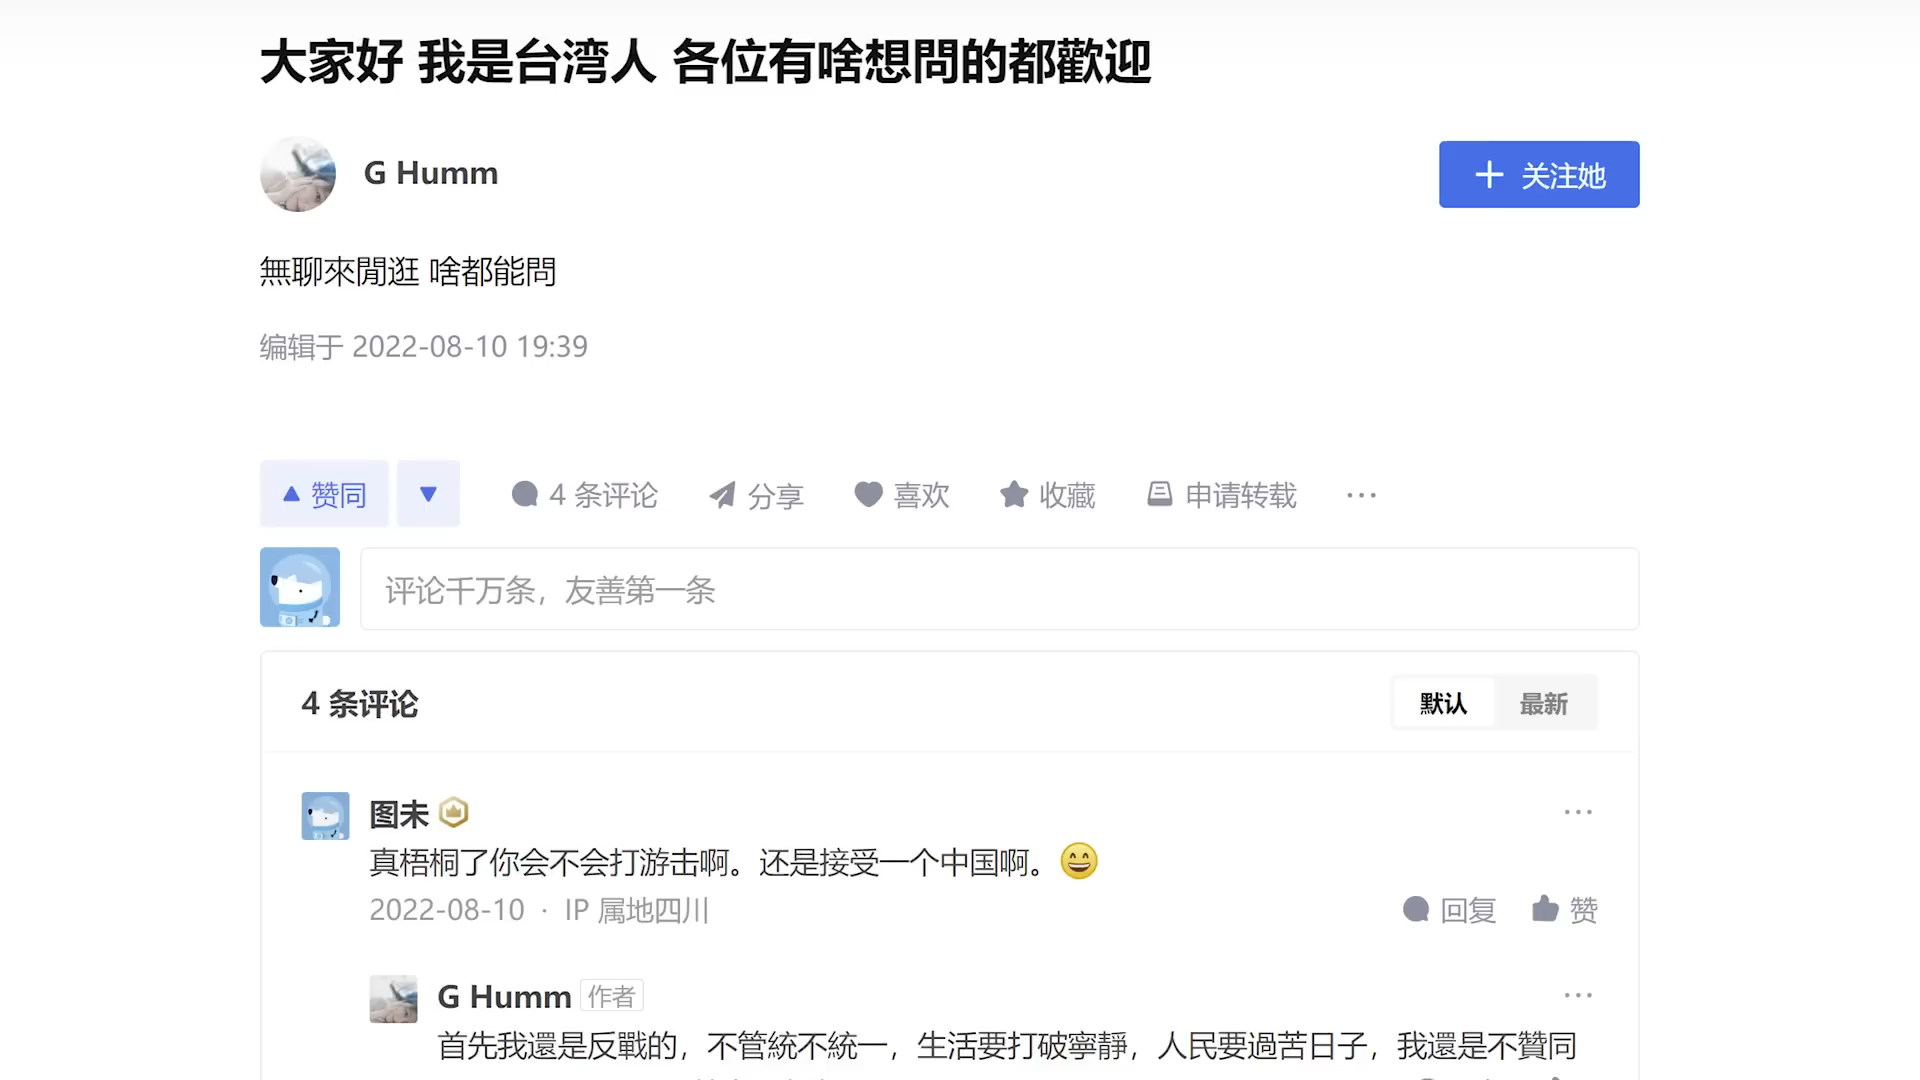 大家好 我是台湾人 各位有啥想問的都歡迎
G Humm
关注她
無聊來閒逛 啥都能問
编辑于 2022-08-10 19:39
赞同
4 条评论
分享
喜欢
收藏
申请转载
评论千万条，友善第一条
4 条评论
默认
最新
图未
真梧桐了你会不会打游击啊。还是接受一个中国啊。😄
2022-08-10 · IP 属地四川
回复
赞
G Humm 作者
首先我還是反戰的，不管統不統一，生活要打破寧靜，人民要過苦日子，我還是不贊同